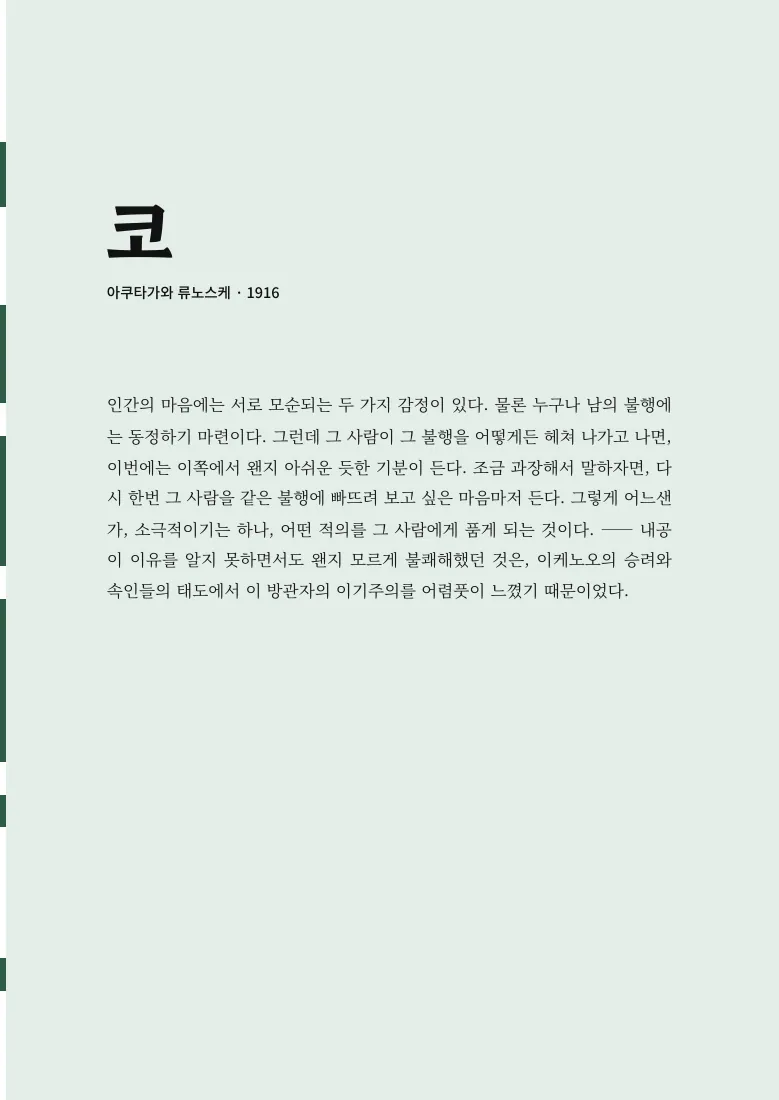 코
아쿠타가와 류노스케 · 1916
인간의 마음에는 서로 모순되는 두 가지 감정이 있다. 물론 누구나 남의 불행에
는 동정하기 마련이다. 그런데 그 사람이 그 불행을 어떻게든 헤쳐 나가고 나면,
이번에는 이쪽에서 왠지 아쉬운 듯한 기분이 든다. 조금 과장해서 말하자면, 다
시 한번 그 사람을 같은 불행에 빠뜨려 보고 싶은 마음마저 든다. 그렇게 어느샌
가, 소극적이기는 하나, 어떤 적의를 그 사람에게 품게 되는 것이다. ―― 내공
이 이유를 알지 못하면서도 왠지 모르게 불쾌해했던 것은, 이케노오의 승려와
속인들의 태도에서 이 방관자의 이기주의를 어렴풋이 느꼈기 때문이었다.